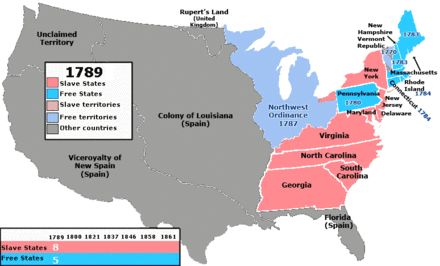 Rupert's Land
(United
Kingdom)
Unclaimed
Territory
New
Hampshire
Vermont
Republic
1783
1770
1783
1789
Slave States
Free States
Slave territories
Free territories
Other countries
New
York
Massachusetts
Rhode
Island
1784
Connecticut 1784
Pennsylvania
1780
New
Jersey
Maryland
Delaware
Northwest
Ordinance
1787
Colony of Louisiana
(Spain)
Viceroyalty of
New Spain
(Spain)
Virginia
North Carolina
South
Carolina
Georgia
Florida
(Spain)
1789 1800 1821 1837 1846 1858 1861
Slave States 8
Free States 5